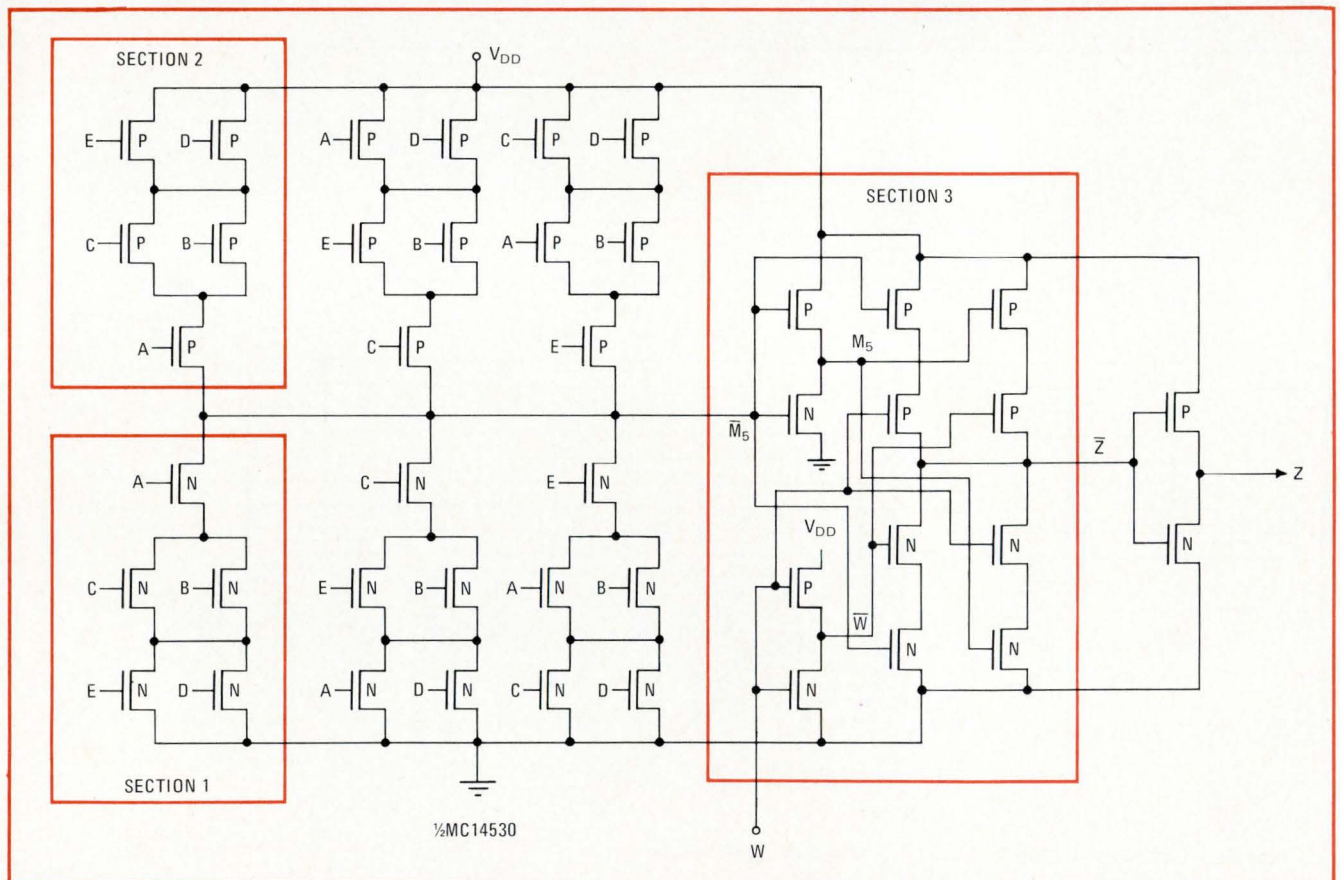 SECTION 2
V_DD
E P D P
A P D P
C P D P
SECTION 3
C P B P
E P B P
A P B P
P P P
A P
C P
E P
M₅
N P P P
M̅₅
Z̅
Z
A N
C N
E N
V_DD
N N N
C N B N
E N B N
A N B N
P
W̅
E N D N
A N D N
C N D N
N N N
SECTION 1
½MC14530
W